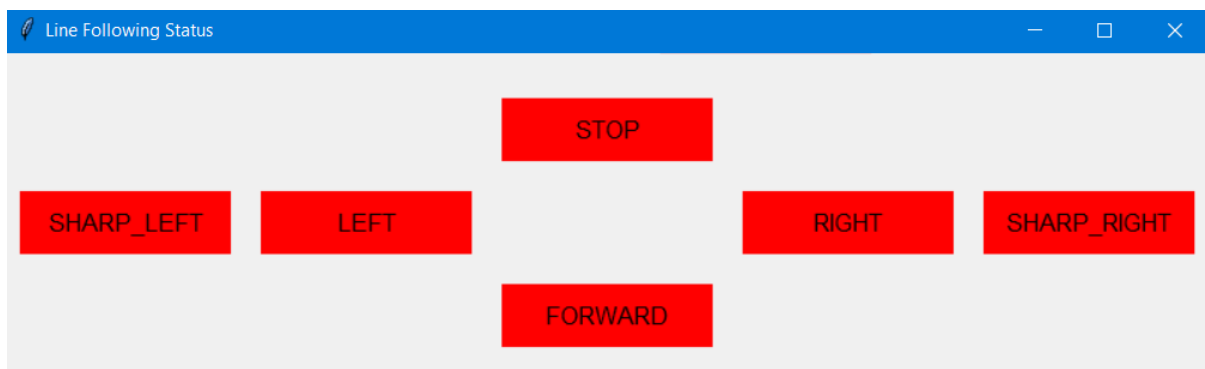 Line Following Status
STOP
SHARP_LEFT LEFT RIGHT SHARP_RIGHT
FORWARD